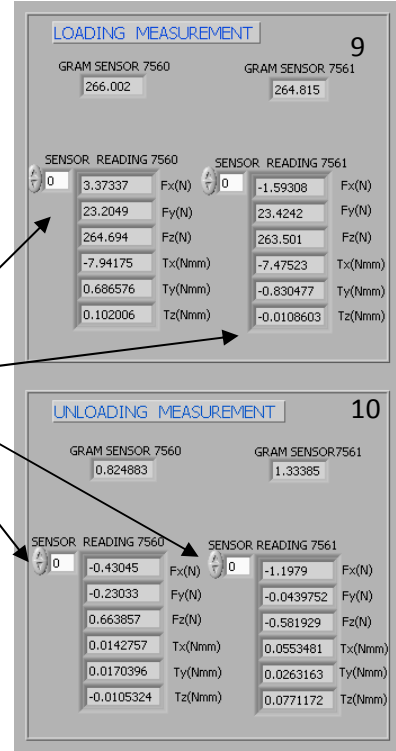 LOADING MEASUREMENT 9
GRAM SENSOR 7560 GRAM SENSOR 7561
266.002 264.815
SENSOR READING 7560 SENSOR READING 7561
0 3.37337 Fx(N) 0 -1.59308 Fx(N)
23.2049 Fy(N) 23.4242 Fy(N)
264.694 Fz(N) 263.501 Fz(N)
-7.94175 Tx(Nmm) -7.47523 Tx(Nmm)
0.686576 Ty(Nmm) -0.830477 Ty(Nmm)
0.102006 Tz(Nmm) -0.0108603 Tz(Nmm)
UNLOADING MEASUREMENT 10
GRAM SENSOR 7560 GRAM SENSOR7561
0.824883 1.33385
SENSOR READING 7560 SENSOR READING 7561
0 -0.43045 Fx(N) 0 -1.1979 Fx(N)
-0.23033 Fy(N) -0.0439752 Fy(N)
0.663857 Fz(N) -0.581929 Fz(N)
0.0142757 Tx(Nmm) 0.0553481 Tx(Nmm)
0.0170396 Ty(Nmm) 0.0263163 Ty(Nmm)
-0.0105324 Tz(Nmm) 0.0771172 Tz(Nmm)